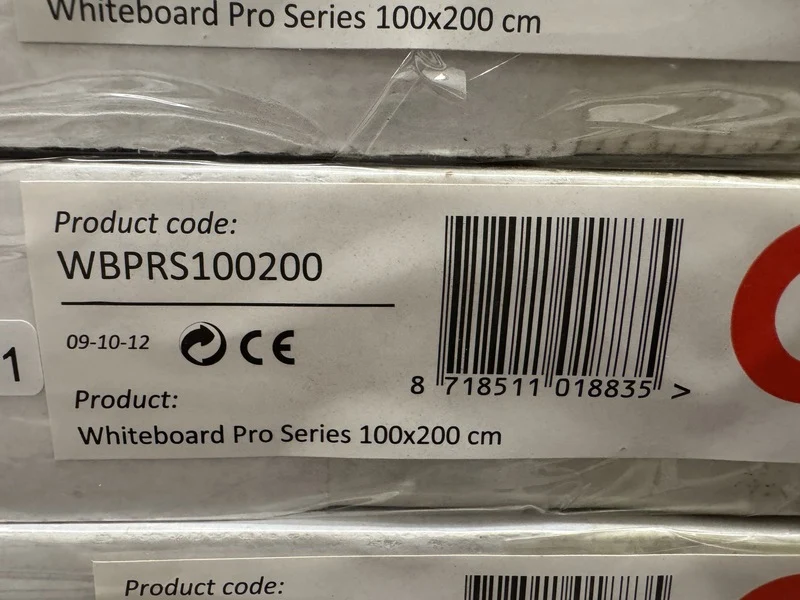 Whiteboard Pro Series 100x200 cm
Product code:
WBPRS100200
09-10-12
CE
1
Product:
Whiteboard Pro Series 100x200 cm
8 718511 018835 >
Product code: